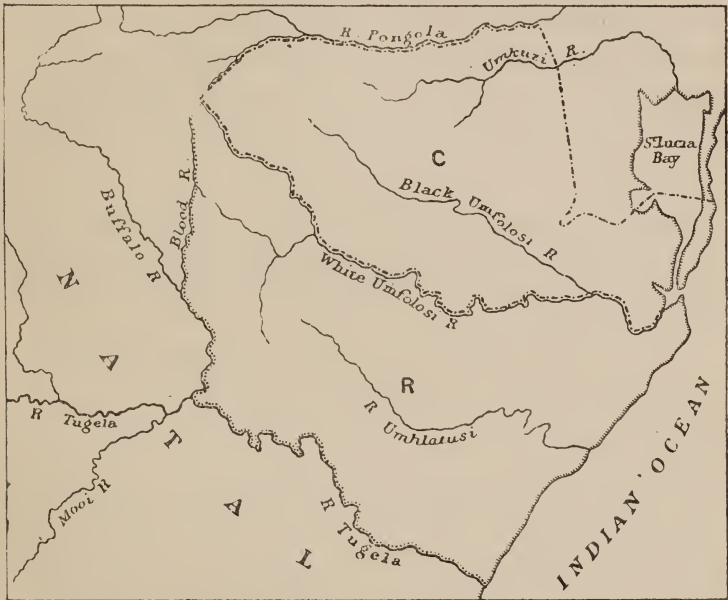 R. Pongola
Umkuzi R.
St Lucia
Bay
C
Black Umfolosi R
Blood R
Buffalo R
White Umfolosi R
N A T A L
R
R Umhlatusi
R Tugela
Mooi R
R Tugela
INDIAN OCEAN